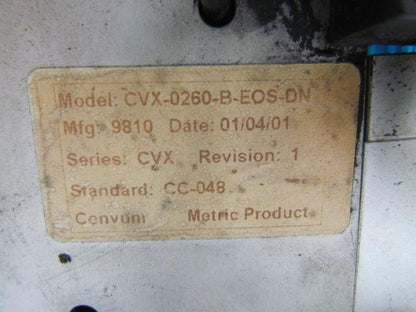 Model: CVX-0260-B-EOS-DN
Mfg: 9810 Date: 01/04/01
Series: CVX Revision: 1
Standard: CC-048
Convum Metric Product